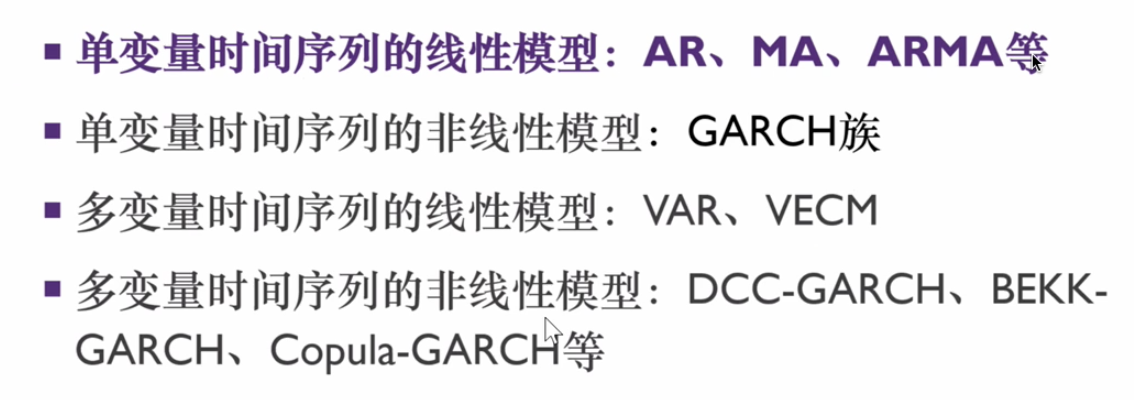 ▪ 单变量时间序列的线性模型：AR、MA、ARMA等
▪ 单变量时间序列的非线性模型：GARCH族
▪ 多变量时间序列的线性模型：VAR、VECM
▪ 多变量时间序列的非线性模型：DCC-GARCH、BEKK-
GARCH、Copula-GARCH等